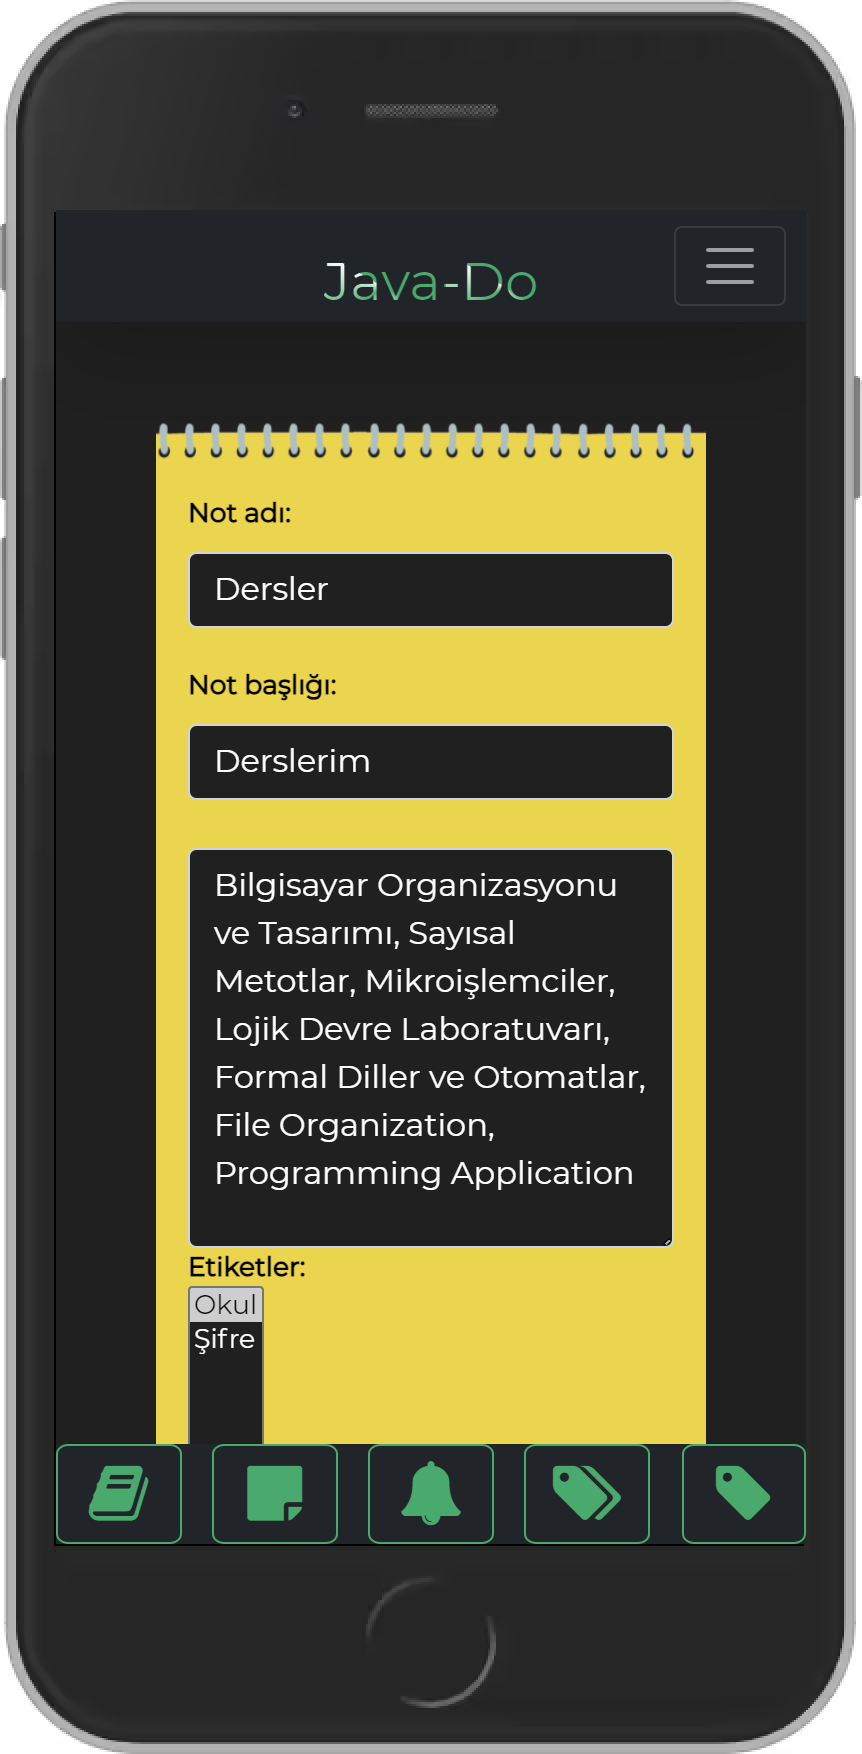 Java-Do
Not adı:
Dersler
Not başlığı:
Derslerim
Bilgisayar Organizasyonu
ve Tasarımı, Sayısal
Metotlar, Mikroişlemciler,
Lojik Devre Laboratuvarı,
Formal Diller ve Otomatlar,
File Organization,
Programming Application
Etiketler:
Okul
Şifre